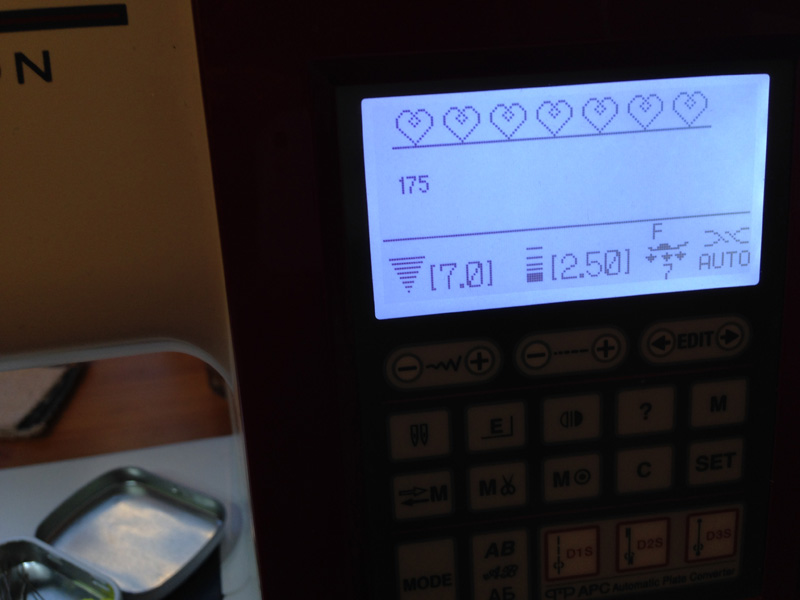 ON
175
[7.0] [2.50] F 7 AUTO
EDIT
E ? M
M M M C SET
MODE AB D1S D2S D3S
APC Automatic Plate Converter